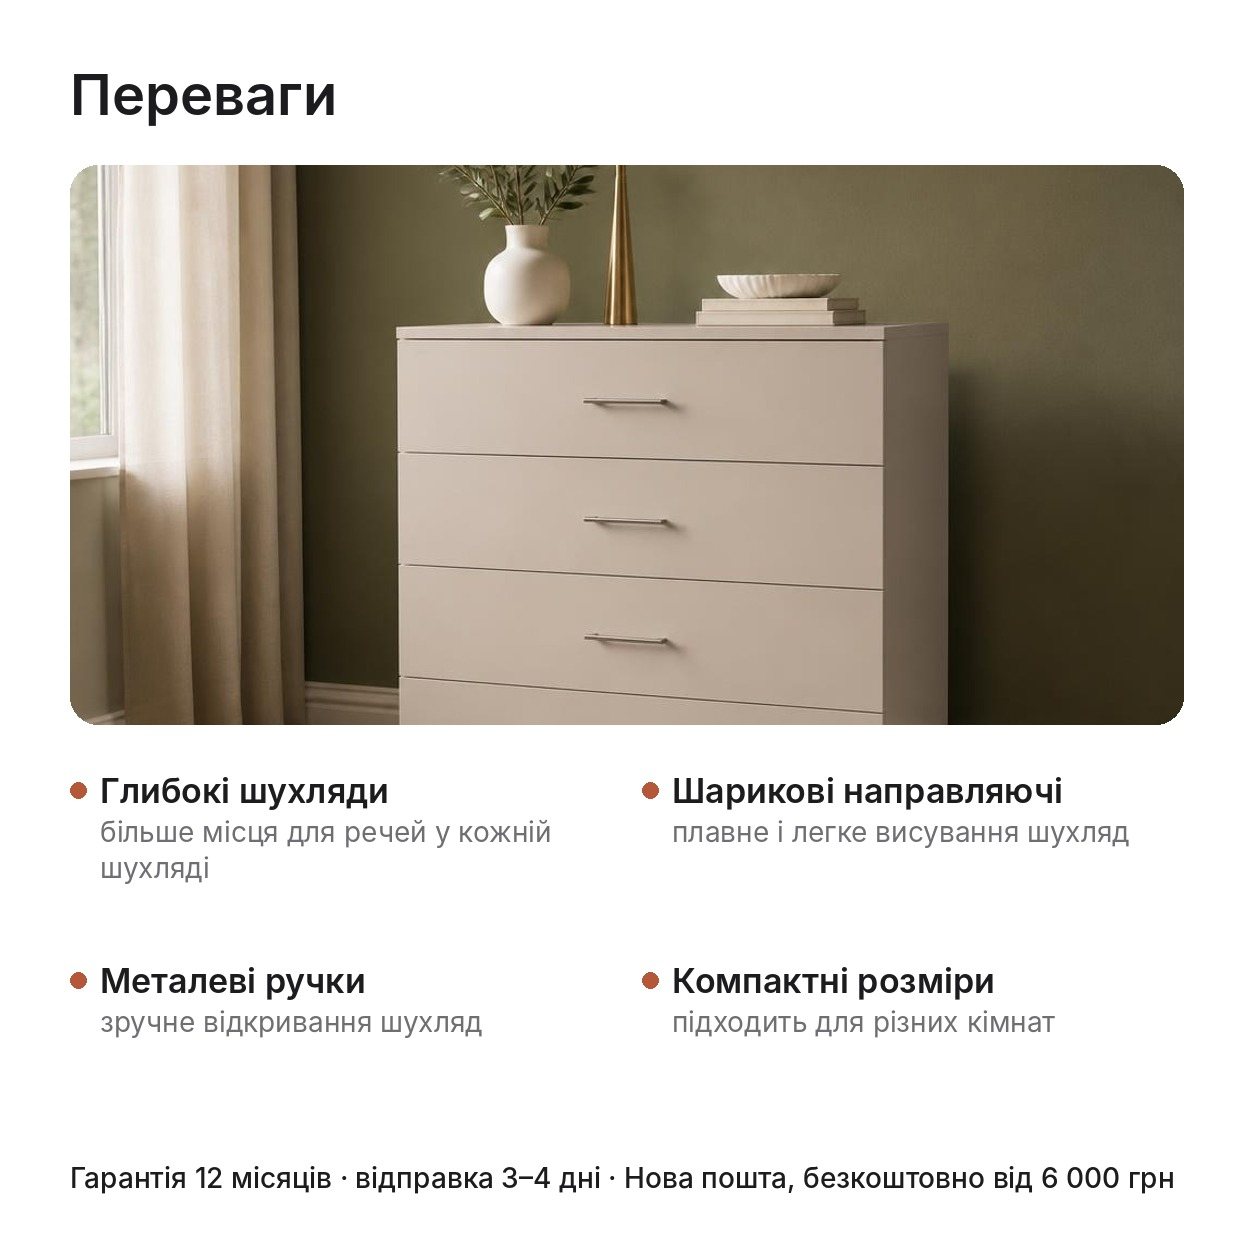 Переваги
Глибокі шухляди
більше місця для речей у кожній
шухляді
Шарикові направляючі
плавне і легке висування шухляд
Металеві ручки
зручне відкривання шухляд
Компактні розміри
підходить для різних кімнат
Гарантія 12 місяців · відправка 3–4 дні · Нова пошта, безкоштовно від 6 000 грн